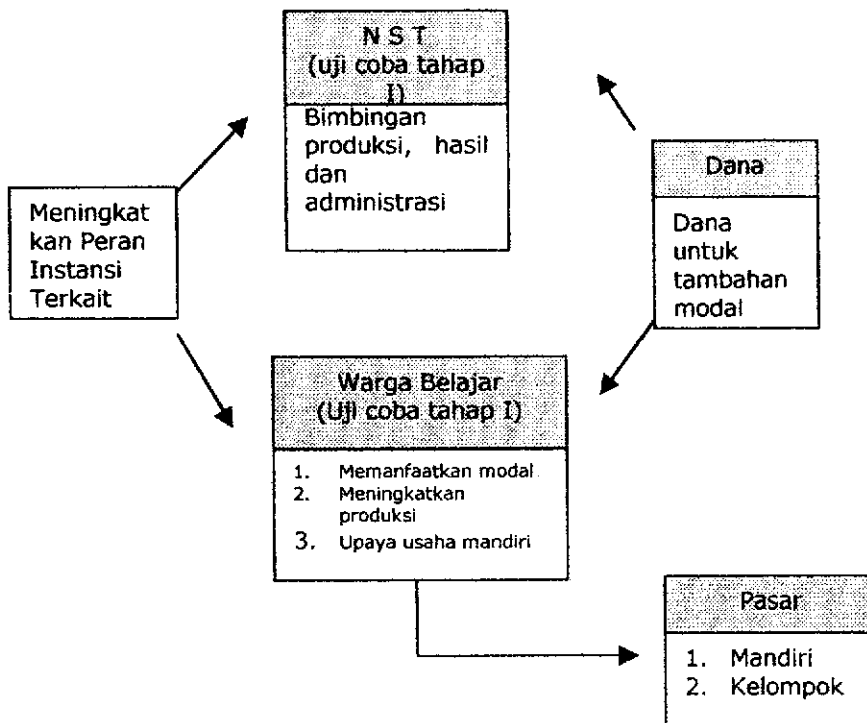 N S T
(uji coba tahap
I)
Bimbingan
produksi, hasil
dan
administrasi
Meningkat
kan Peran
Instansi
Terkait
Dana
Dana
untuk
tambahan
modal
Warga Belajar
(Uji coba tahap I)
1. Memanfaatkan modal
2. Meningkatkan
produksi
3. Upaya usaha mandiri
Pasar
1. Mandiri
2. Kelompok